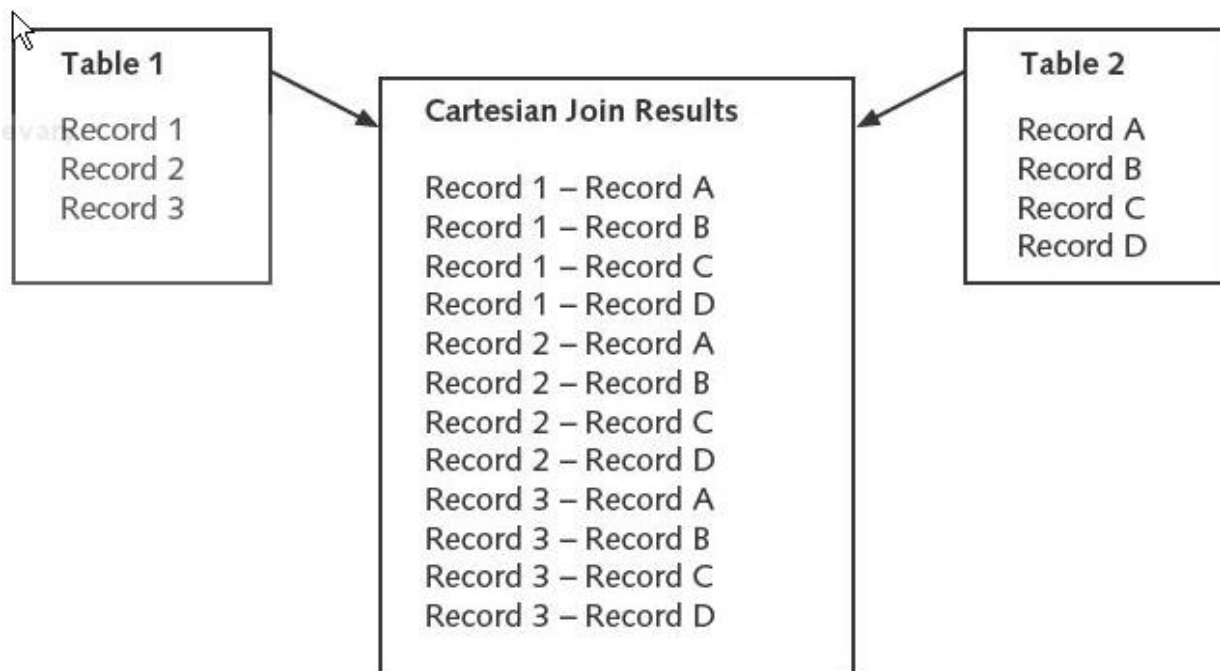 Table 1
Record 1
Record 2
Record 3
Cartesian Join Results
Record 1 – Record A
Record 1 – Record B
Record 1 – Record C
Record 1 – Record D
Record 2 – Record A
Record 2 – Record B
Record 2 – Record C
Record 2 – Record D
Record 3 – Record A
Record 3 – Record B
Record 3 – Record C
Record 3 – Record D
Table 2
Record A
Record B
Record C
Record D